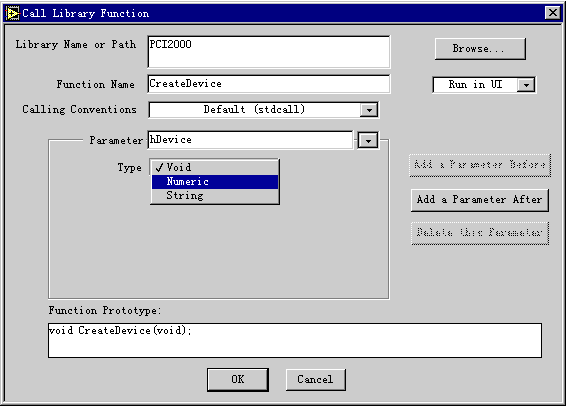 Call Library Function
Library Name or Path PCI2000
Browse...
Function Name CreateDevice
Run in UI
Calling Conventions Default (stdcall)
Parameter hDevice
Type ✓ Void
Numeric
String
Add a Parameter Before
Add a Parameter After
Delete this Parameter
Function Prototype:
void CreateDevice(void);
OK Cancel